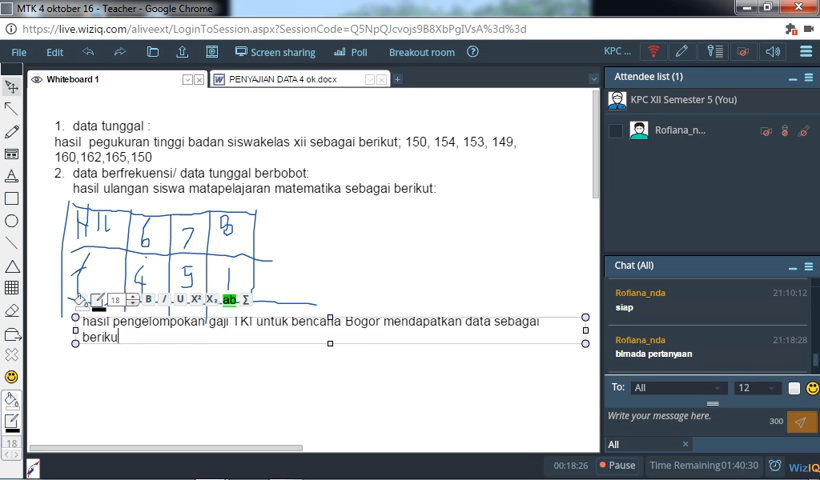 MTK 4 oktober 16 - Teacher - Google Chrome
https://live.wiziq.com/aliveext/LoginToSession.aspx?SessionCode=Q5NpQJcvojs9B8XbPgIVsA%3d%3d
File Edit Screen sharing Poll Breakout room KPC ...
Whiteboard 1 PENYAJIAN DATA 4 ok.docx
Attendee list (1)
KPC XII Semester 5 (You)
Rofiana_n...
1. data tunggal :
hasil pegukuran tinggi badan siswakelas xii sebagai berikut; 150, 154, 153, 149,
160,162,165,150
2. data berfrekuensi/ data tunggal berbobot:
hasil ulangan siswa matapelajaran matematika sebagai berikut:
6 7 8
f 4 5 1
18 B I U X² X₂ ab Σ
hasil pengelompokan gaji TKI untuk bencana Bogor mendapatkan data sebagai
beriku
18
Chat (All)
Rofiana_nda 21:10:12
siap
Rofiana_nda 21:18:28
blmada pertanyaan
To: All 12
Write your message here. 300
All x
00:18:26 Pause Time Remaining01:40:30 WizIQ